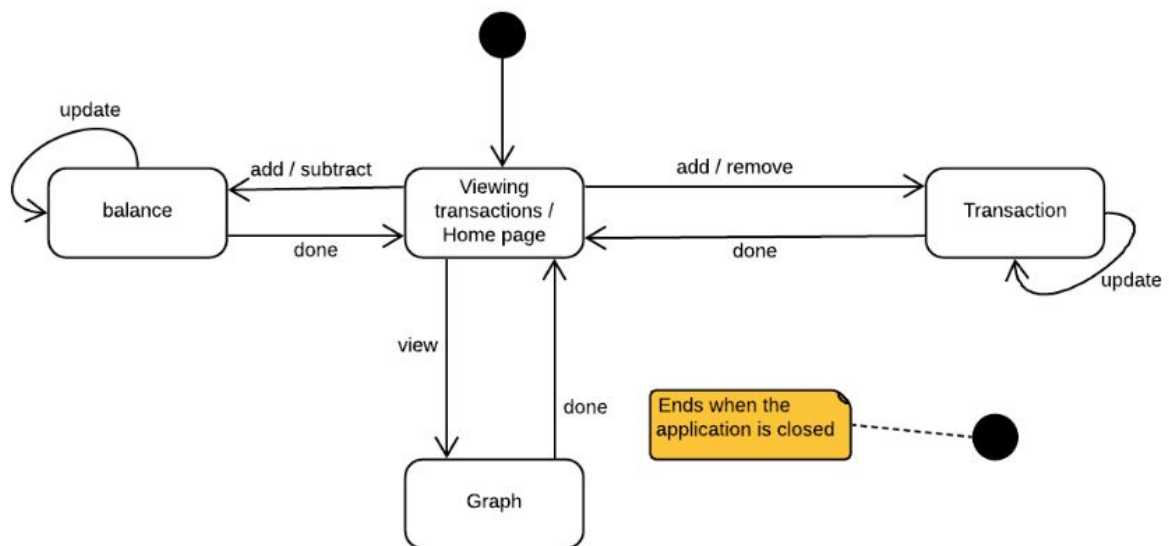 update
add / subtract
balance
done
Viewing
transactions /
Home page
add / remove
Transaction
done
update
view
done
Graph
Ends when the
application is closed